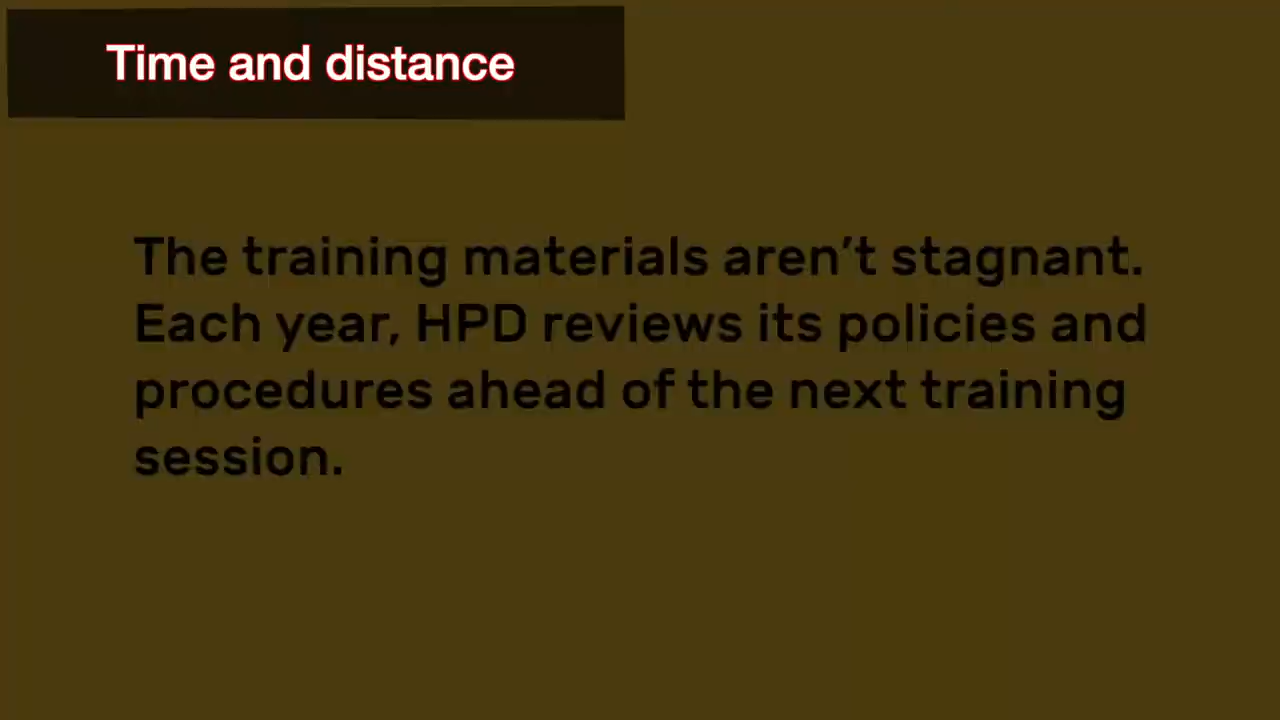 Time and distance
The training materials aren’t stagnant.
Each year, HPD reviews its policies and
procedures ahead of the next training
session.